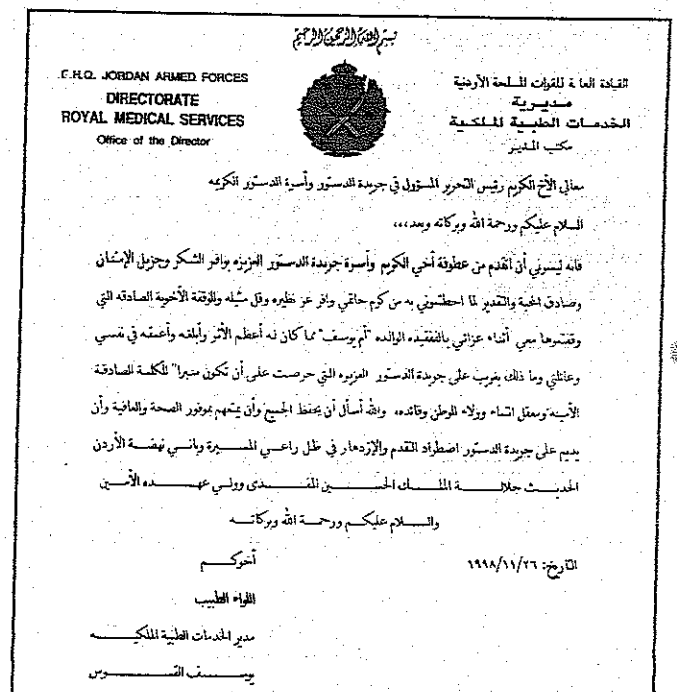 بسم الله الرحمن الرحيم
G.H.Q. JORDAN ARMED FORCES
DIRECTORATE
ROYAL MEDICAL SERVICES
Office of the Director
القيادة العامة للقوات المسلحة الأردنية
مديرية
الخدمات الطبية الملكية
مكتب المدير
معالي الأخ الكريم رئيس التحرير المسؤول في جريدة الدستور وأسرة الدستور الكريمه
السلام عليكم ورحمة الله وبركاته وبعد،،،
فانه ليسرني أن أتقدم من عطوفة أخي الكريم وأسرة جريدة الدستور العزيزه بوافر الشكر وجزيل الإمتنان
وصادق المحبة والتقدير لما احطتموني به من كرم حاتمي وافر عز نظيره وقل مثيله والوقفة الأخوية الصادقه التي
وقفتموها معي أثناء عزائي بالفقيده الوالده "أم يوسف" مما كان له أعظم الأثر وأبلغه وأعمقه في نفسي
وعائلتي وما ذلك بغريب على جريدة الدستور العزيزه التي حرصت على أن تكون منبرا" للكلمة الصادقة
الأمينه ومعقل انتماء وولاء للوطن وقائده، والله أسأل أن يحفظ الجميع وأن يمتعهم بموفور الصحة والعافية وأن
يديم على جريدة الدستور اضطراد التقدم والإزدهار في ظل راعي المسيرة وباني نهضة الأردن
الحديث جلالة الملك الحسين المفدى وولي عهده الأمين
والسلام عليكم ورحمة الله وبركاته
التاريخ: ١٩٩٨/١١/٢٦
أخوكم
اللواء الطبيب
مدير الخدمات الطبية الملكيه
يوسف القسوس